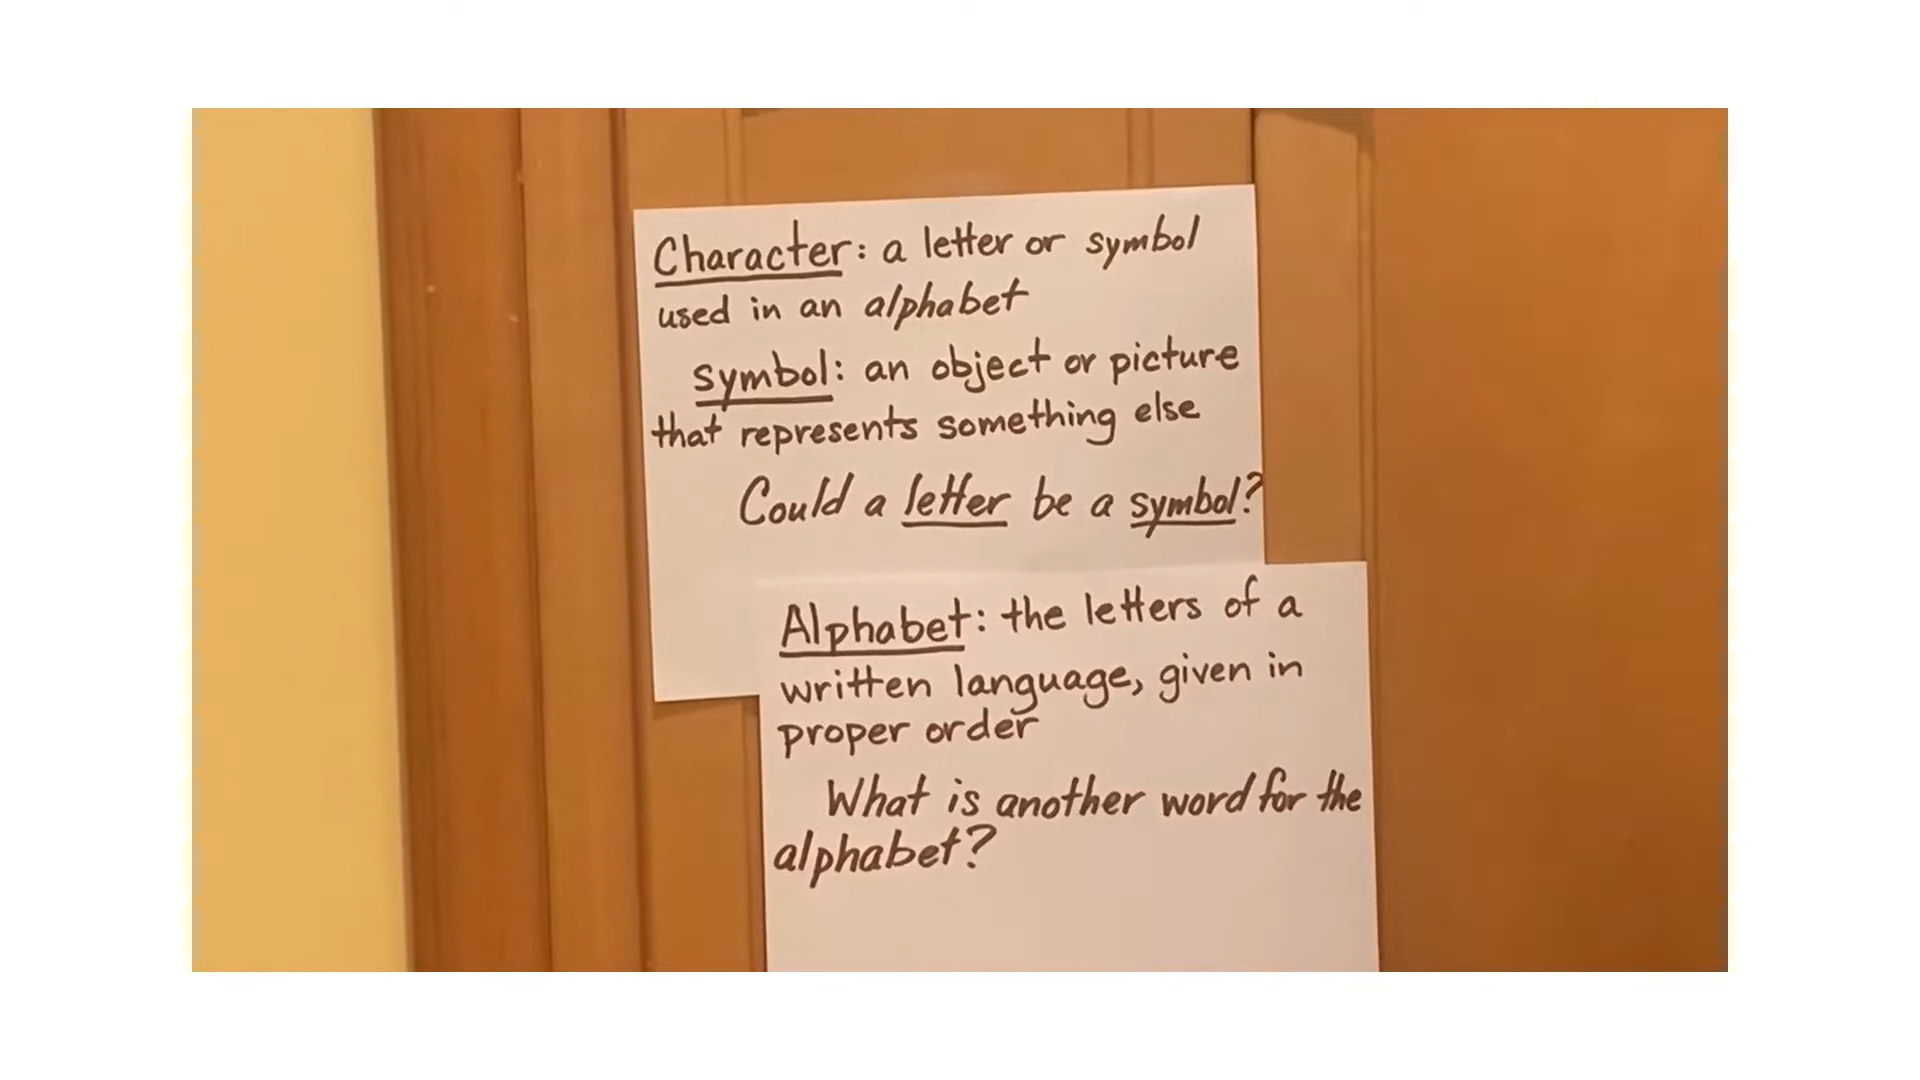 Character: a letter or symbol
used in an alphabet
symbol: an object or picture
that represents something else
Could a letter be a symbol?
Alphabet: the letters of a
written language, given in
proper order
What is another word for the
alphabet?